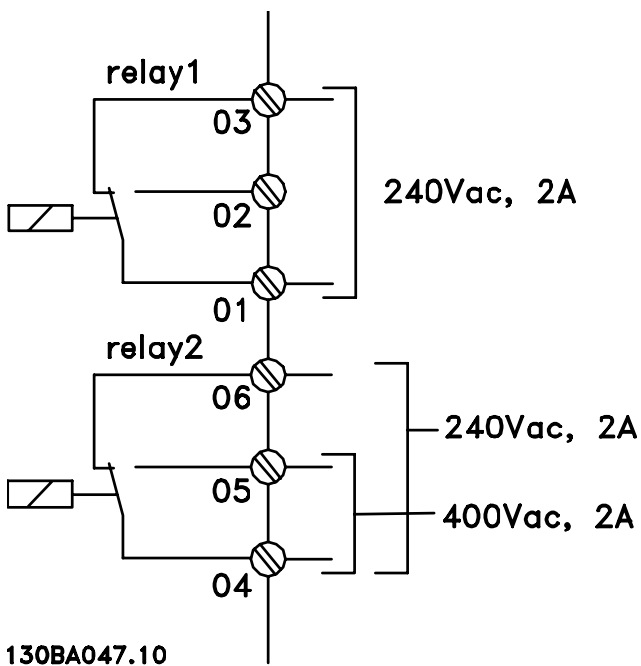 relay1
03
02
240Vac, 2A
01
relay2
06
240Vac, 2A
05
400Vac, 2A
04
130BA047.10